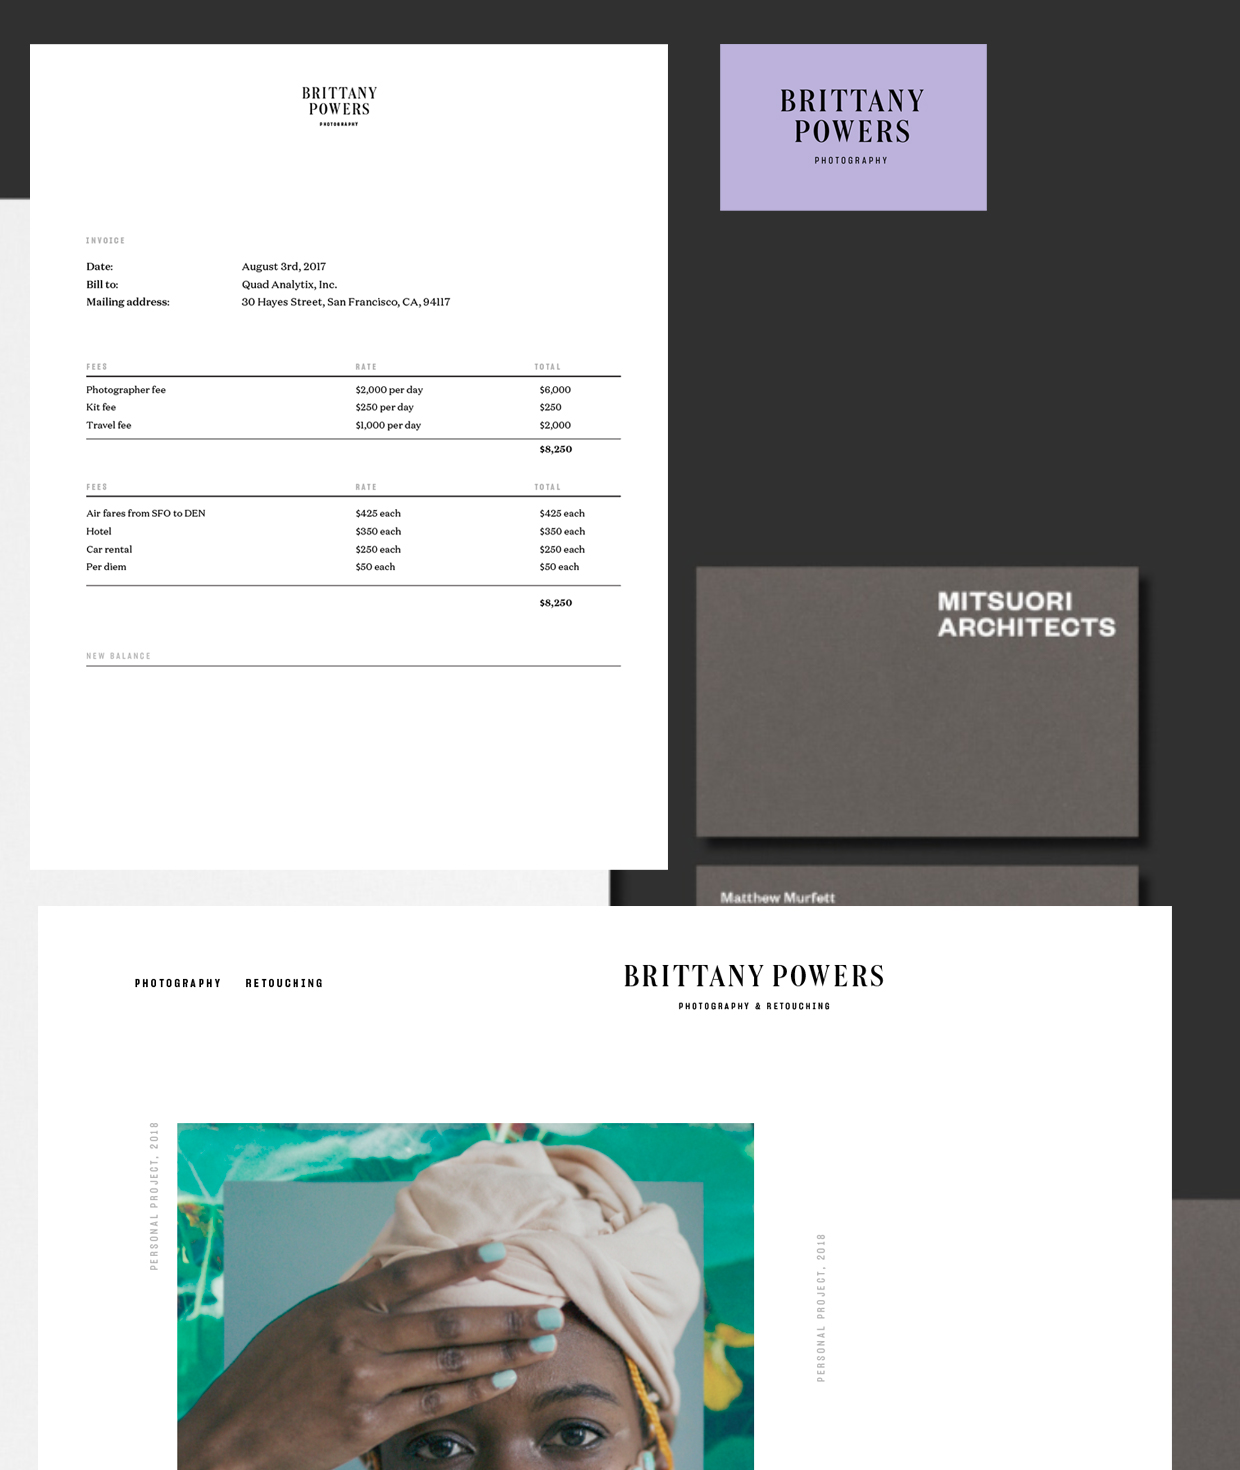 BRITTANY
POWERS
PHOTOGRAPHY
INVOICE
Date: August 3rd, 2017
Bill to: Quad Analytix, Inc.
Mailing address: 30 Hayes Street, San Francisco, CA, 94117
FEES RATE TOTAL
Photographer fee $2,000 per day $6,000
Kit fee $250 per day $250
Travel fee $1,000 per day $2,000
$8,250
FEES RATE TOTAL
Air fares from SFO to DEN $425 each $425 each
Hotel $350 each $350 each
Car rental $250 each $250 each
Per diem $50 each $50 each
$8,250
NEW BALANCE
BRITTANY
POWERS
PHOTOGRAPHY
MITSUORI
ARCHITECTS
Matthew Murfett
PHOTOGRAPHY RETOUCHING
BRITTANY POWERS
PHOTOGRAPHY & RETOUCHING
PERSONAL PROJECT, 2018
PERSONAL PROJECT, 2018